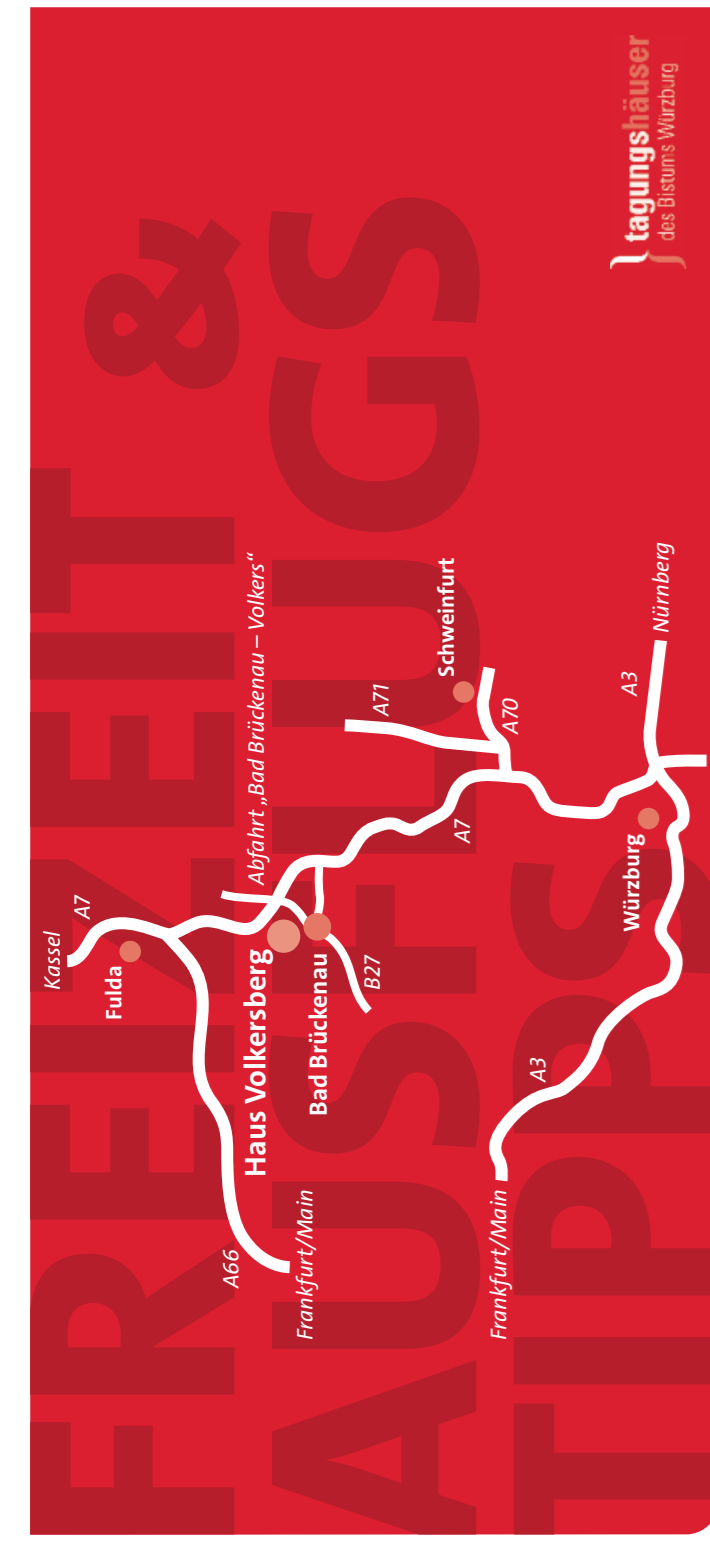 FREIZEIT &
AUSFLUGS
TIPPS
Kassel
A7
Fulda
A66
Frankfurt/Main
Abfahrt „Bad Brückenau – Volkers“
Haus Volkersberg
Bad Brückenau
B27
A71
Schweinfurt
A70
A7
Frankfurt/Main
A3
Würzburg
A3
Nürnberg
tagungshäuser
des Bistums Würzburg